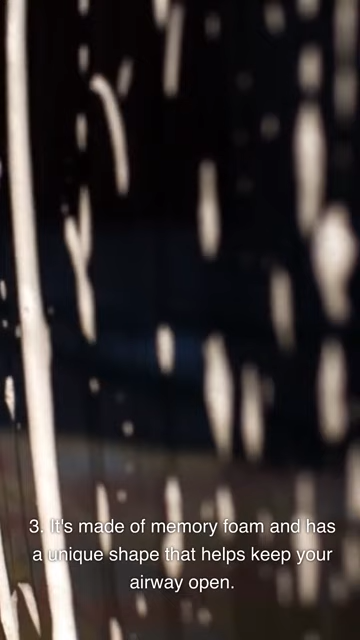 3. It's made of memory foam and has
a unique shape that helps keep your
airway open.